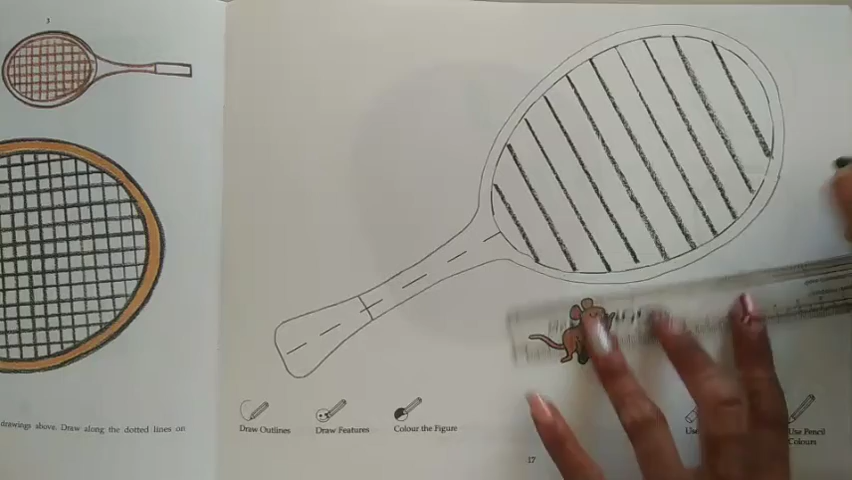 3
drawings above. Draw along the dotted lines on
Draw Outlines
Draw Features
Colour the Figure
Use Pencil
Colours
17